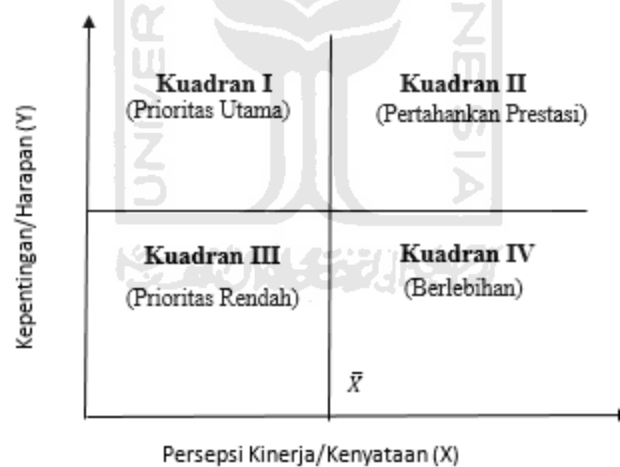 Kepentingan/Harapan (Y)
Kuadran I
(Prioritas Utama)
Kuadran II
(Pertahankan Prestasi)
Kuadran III
(Prioritas Rendah)
Kuadran IV
(Berlebihan)
X̅
Persepsi Kinerja/Kenyataan (X)